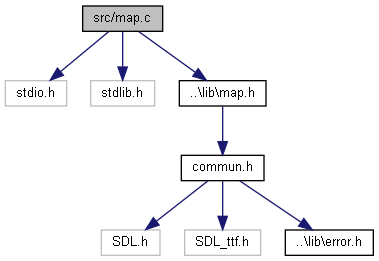 src/map.c
stdio.h
stdlib.h
..\lib\map.h
commun.h
SDL.h
SDL_ttf.h
..\lib\error.h